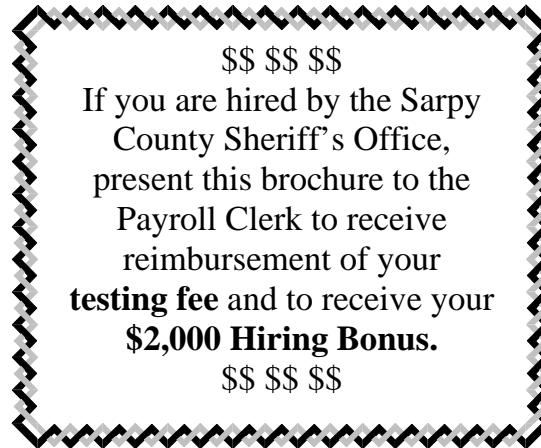 $$ $$ $$
If you are hired by the Sarpy
County Sheriff’s Office,
present this brochure to the
Payroll Clerk to receive
reimbursement of your
testing fee and to receive your
$2,000 Hiring Bonus.
$$ $$ $$